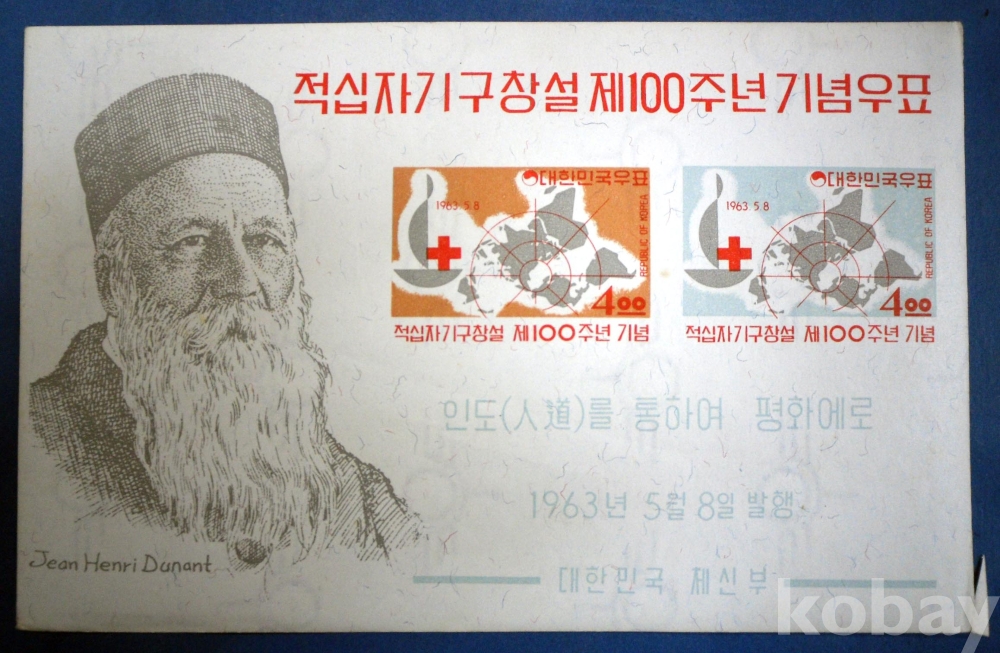 적십자기구창설 제100주년 기념우표
대한민국우표
1963.5.8
REPUBLIC OF KOREA
4.00
적십자기구창설 제100주년 기념
대한민국우표
1963.5.8
REPUBLIC OF KOREA
4.00
적십자기구창설 제100주년 기념
인도(人道)를 통하여 평화에로
1963년 5월 8일 발행
대한민국 체신부
Jean Henri Dunant
kobay